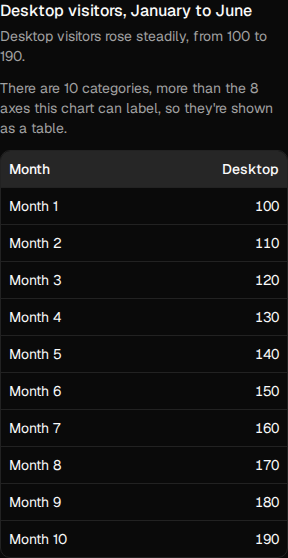 Desktop visitors, January to June
Desktop visitors rose steadily, from 100 to
190.
There are 10 categories, more than the 8
axes this chart can label, so they're shown
as a table.
Month Desktop
Month 1 100
Month 2 110
Month 3 120
Month 4 130
Month 5 140
Month 6 150
Month 7 160
Month 8 170
Month 9 180
Month 10 190